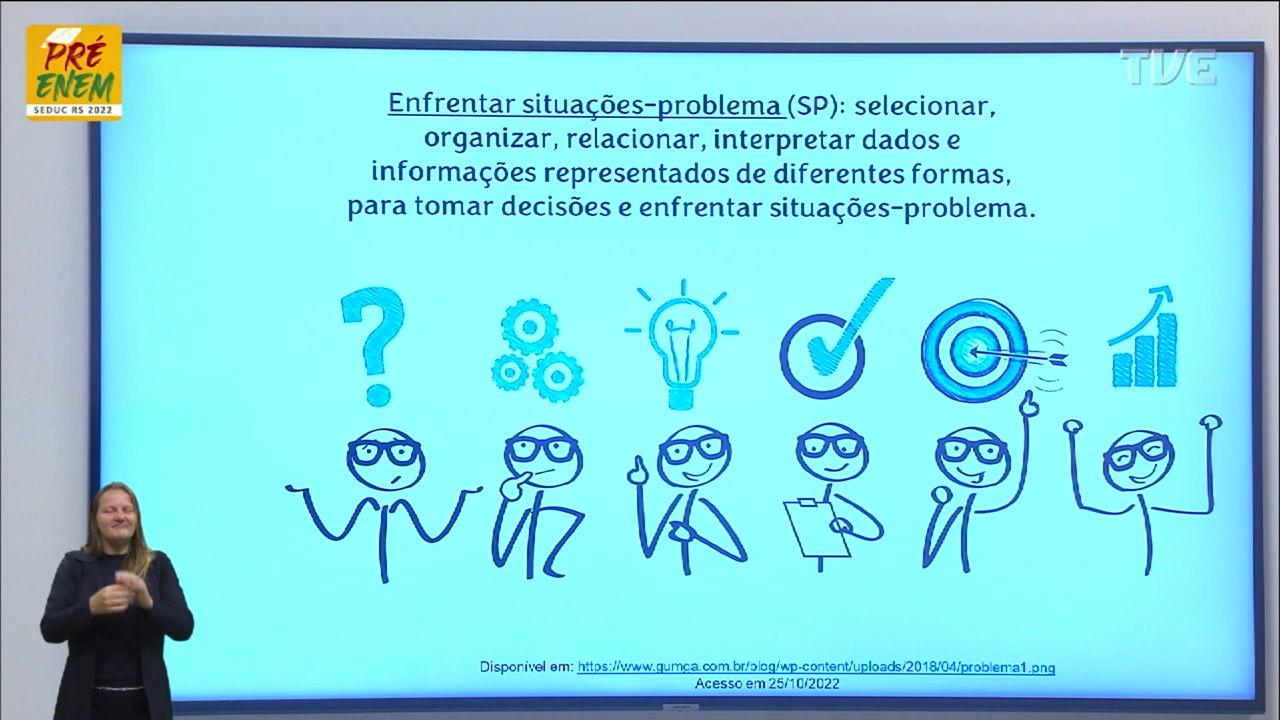 PRÉ
ENEM
SEDUC RS 2022
TVE
Enfrentar situações-problema (SP): selecionar,
organizar, relacionar, interpretar dados e
informações representados de diferentes formas,
para tomar decisões e enfrentar situações-problema.
Disponível em: https://www.gumga.com.br/blog/wp-content/uploads/2018/04/problema1.png
Acesso em 25/10/2022